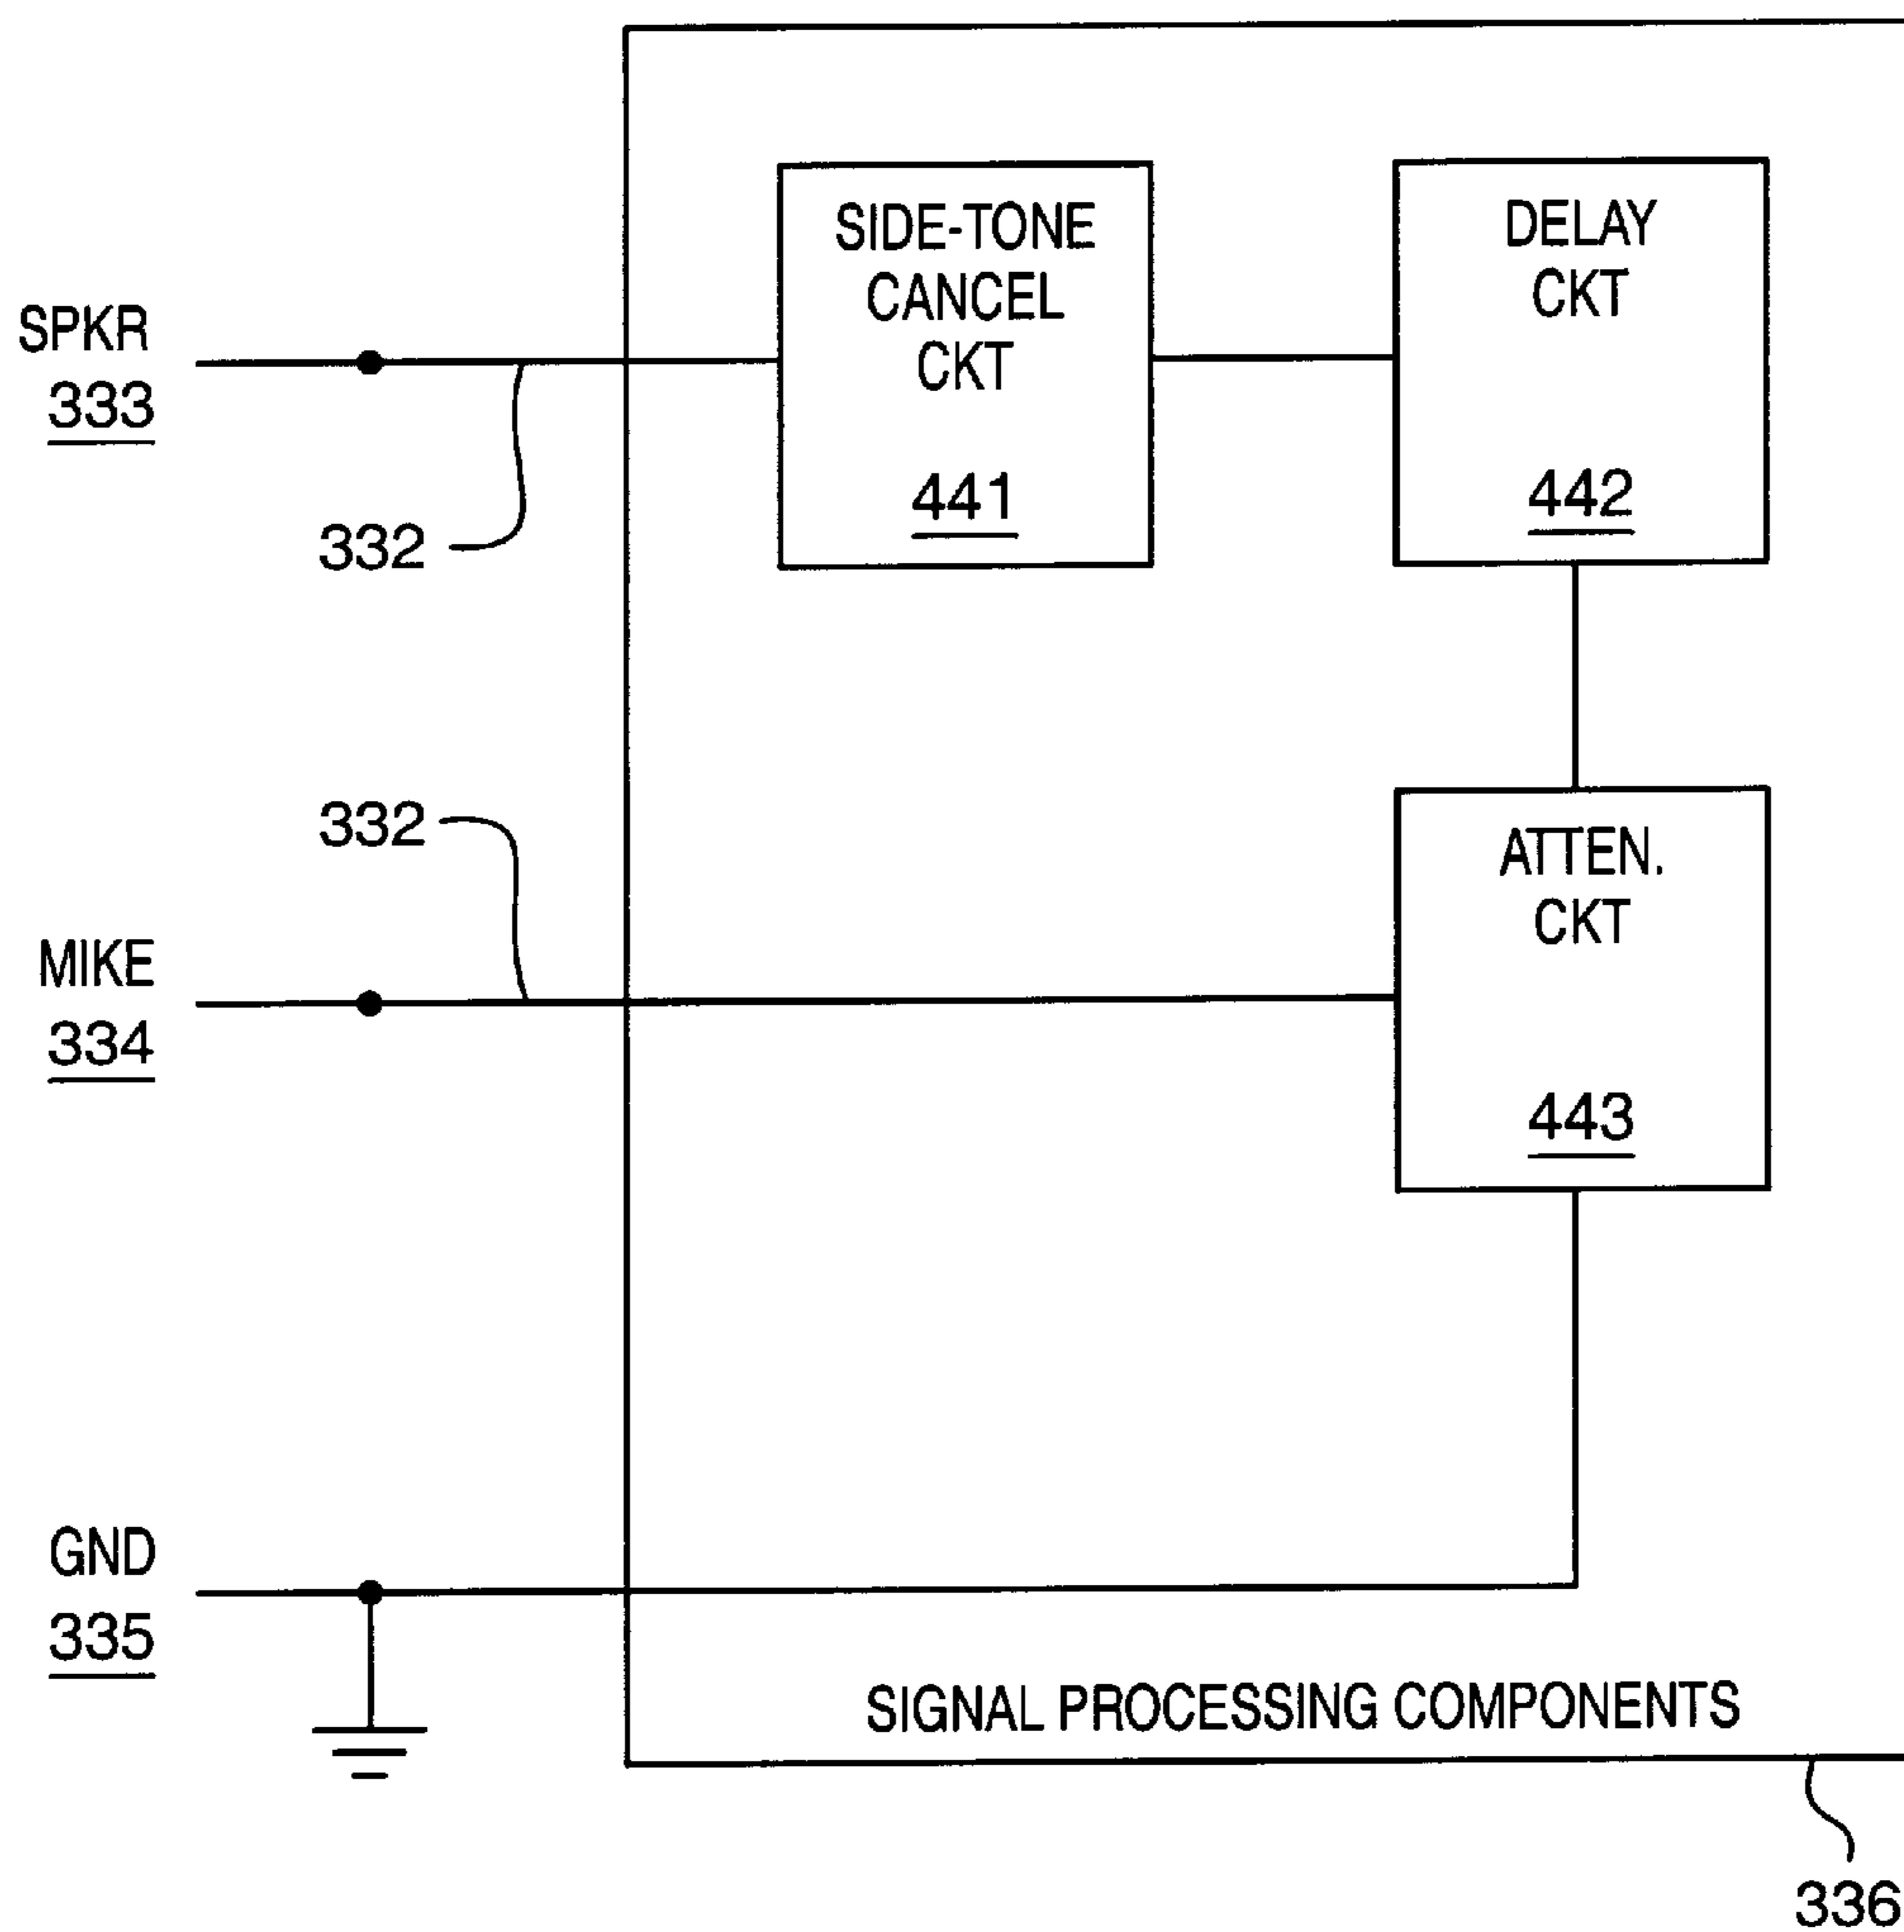 SPKR
333
332
SIDE-TONE
CANCEL
CKT
441
DELAY
CKT
442
332
MIKE
334
ATTEN.
CKT
443
GND
335
SIGNAL PROCESSING COMPONENTS
336